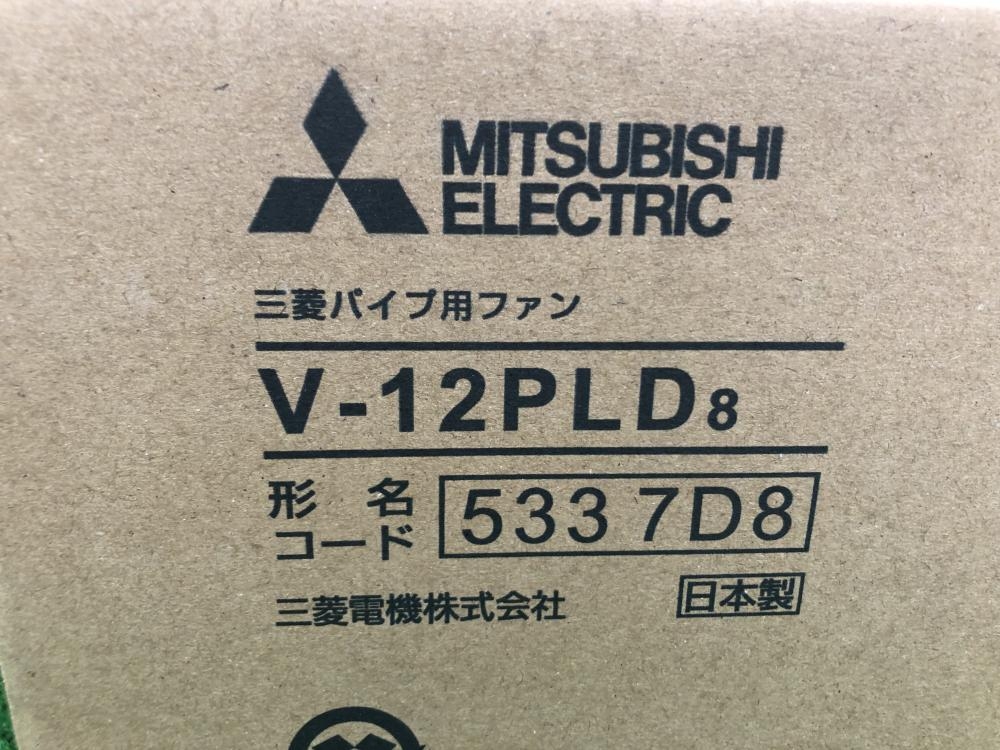 MITSUBISHI
ELECTRIC
三菱パイプ用ファン
V-12PLD8
形名
コード
533 7D8
三菱電機株式会社
日本製